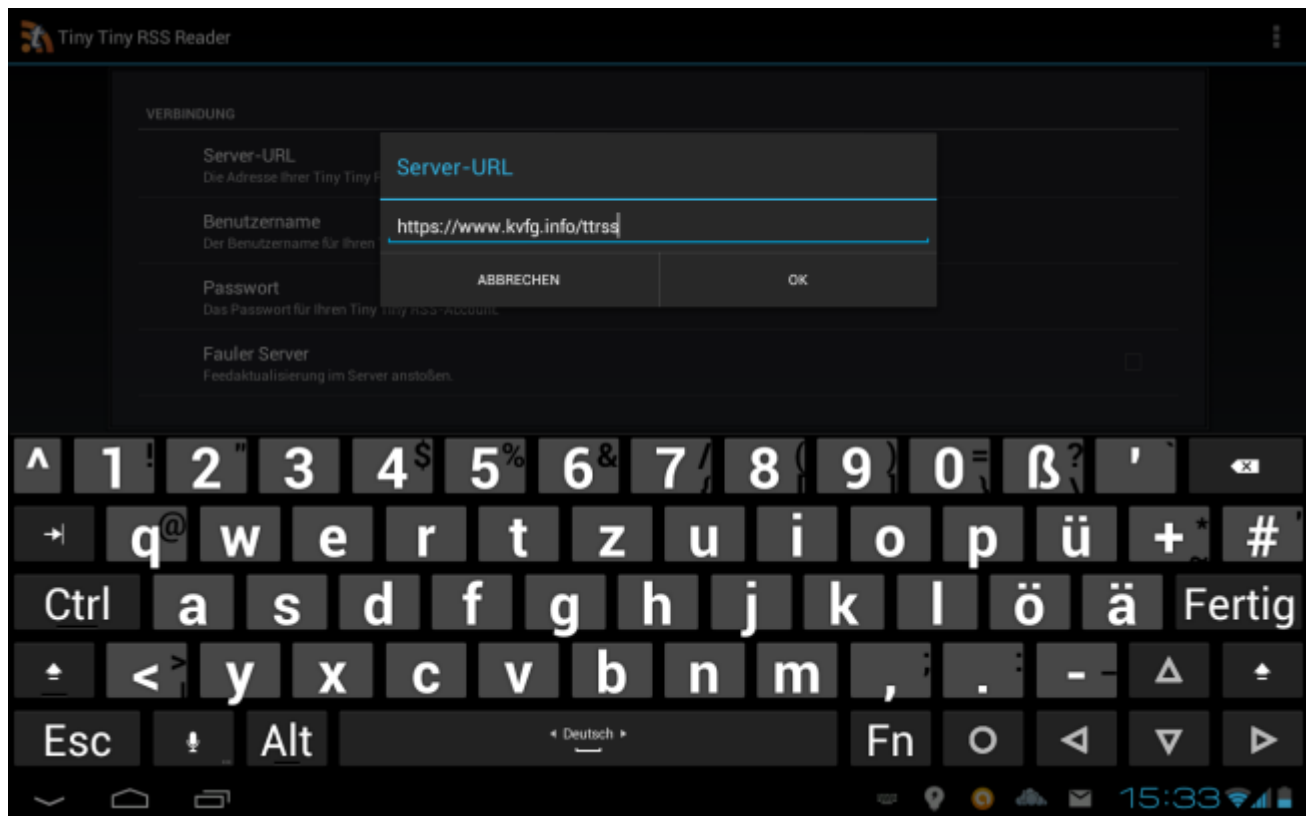 Tiny Tiny RSS Reader
VERBINDUNG
Server-URL
Die Adresse Ihrer Tiny Tiny
Server-URL
https://www.kvfg.info/ttrss
ABBRECHEN OK
Benutzername
Der Benutzername für Ihren
Passwort
Das Passwort für Ihren Tiny Tiny RSS-Account.
Fauler Server
Feedaktualisierung im Server anstoßen.
^ 1 ! 2 " 3 4 $ 5 % 6 & 7 / { 8 ( [ 9 ) ] 0 = } ß ? \ ' `
q @ w e r t z u i o p ü + * ~ # '
Ctrl a s d f g h j k l ö ä Fertig
< > | y x c v b n m , ; . : - _
Esc Alt Deutsch Fn
15:33